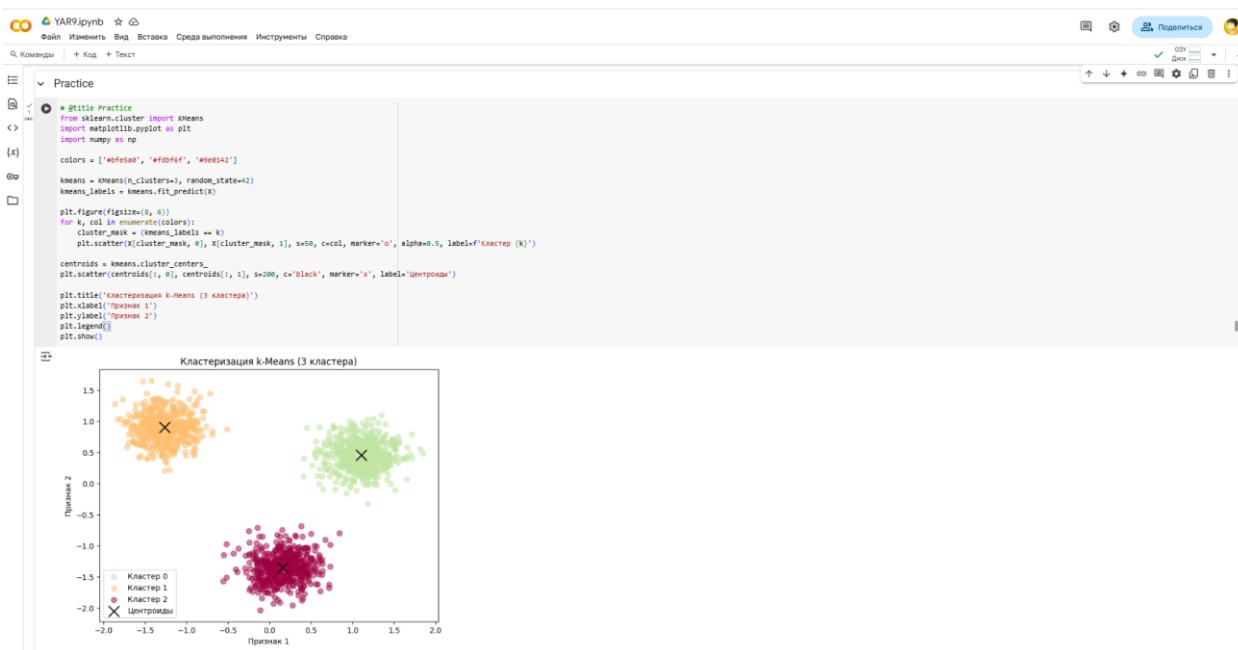 YAR9.ipynb
Файл Изменить Вид Вставка Среда выполнения Инструменты Справка
Поделиться
Команды + Код + Текст
ОЗУ
Диск
Practice
# @title Practice
from sklearn.cluster import KMeans
import matplotlib.pyplot as plt
import numpy as np
colors = ['#bfe5a0', '#fdbf6f', '#9e0142']
kmeans = KMeans(n_clusters=3, random_state=42)
kmeans_labels = kmeans.fit_predict(X)
plt.figure(figsize=(8, 6))
for k, col in enumerate(colors):
cluster_mask = (kmeans_labels == k)
plt.scatter(X[cluster_mask, 0], X[cluster_mask, 1], s=50, c=col, marker='o', alpha=0.5, label=f'Кластер {k}')
centroids = kmeans.cluster_centers_
plt.scatter(centroids[:, 0], centroids[:, 1], s=200, c='black', marker='x', label='Центроиды')
plt.title('Кластеризация k-Means (3 кластера)')
plt.xlabel('Признак 1')
plt.ylabel('Признак 2')
plt.legend()
plt.show()
Кластеризация k-Means (3 кластера)
1.5
1.0
0.5
0.0
−0.5
−1.0
−1.5
−2.0
Признак 2
Кластер 0
Кластер 1
Кластер 2
Центроиды
−2.0 −1.5 −1.0 −0.5 0.0 0.5 1.0 1.5 2.0
Признак 1